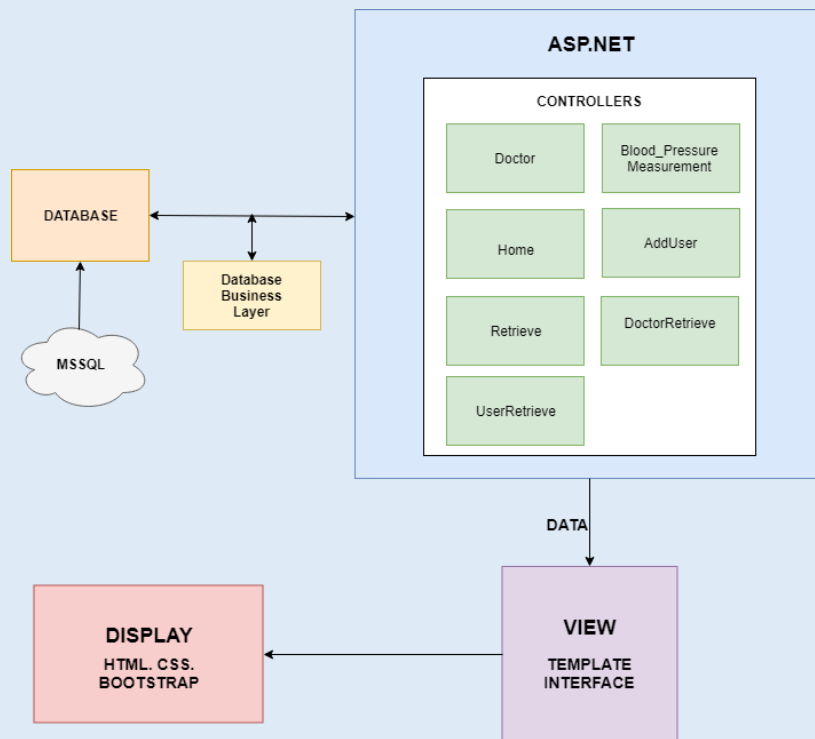 ASP.NET
CONTROLLERS
Doctor
Blood_Pressure
Measurement
Home
AddUser
Retrieve
DoctorRetrieve
UserRetrieve
DATABASE
Database
Business
Layer
MSSQL
DATA
VIEW
TEMPLATE
INTERFACE
DISPLAY
HTML. CSS.
BOOTSTRAP